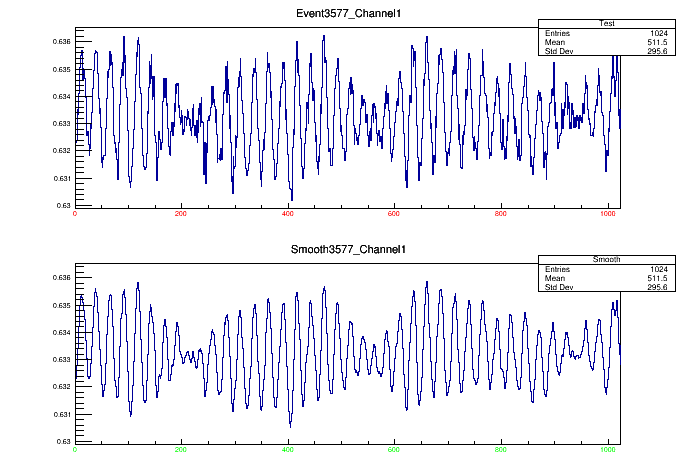 Event3577_Channel1
Test
Entries 1024
Mean 511.5
Std Dev 295.6
0.636
0.635
0.634
0.633
0.632
0.631
0.63
0 200 400 600 800 1000
Smooth3577_Channel1
Smooth
Entries 1024
Mean 511.5
Std Dev 295.6
0.636
0.635
0.634
0.633
0.632
0.631
0.63
0 200 400 600 800 1000